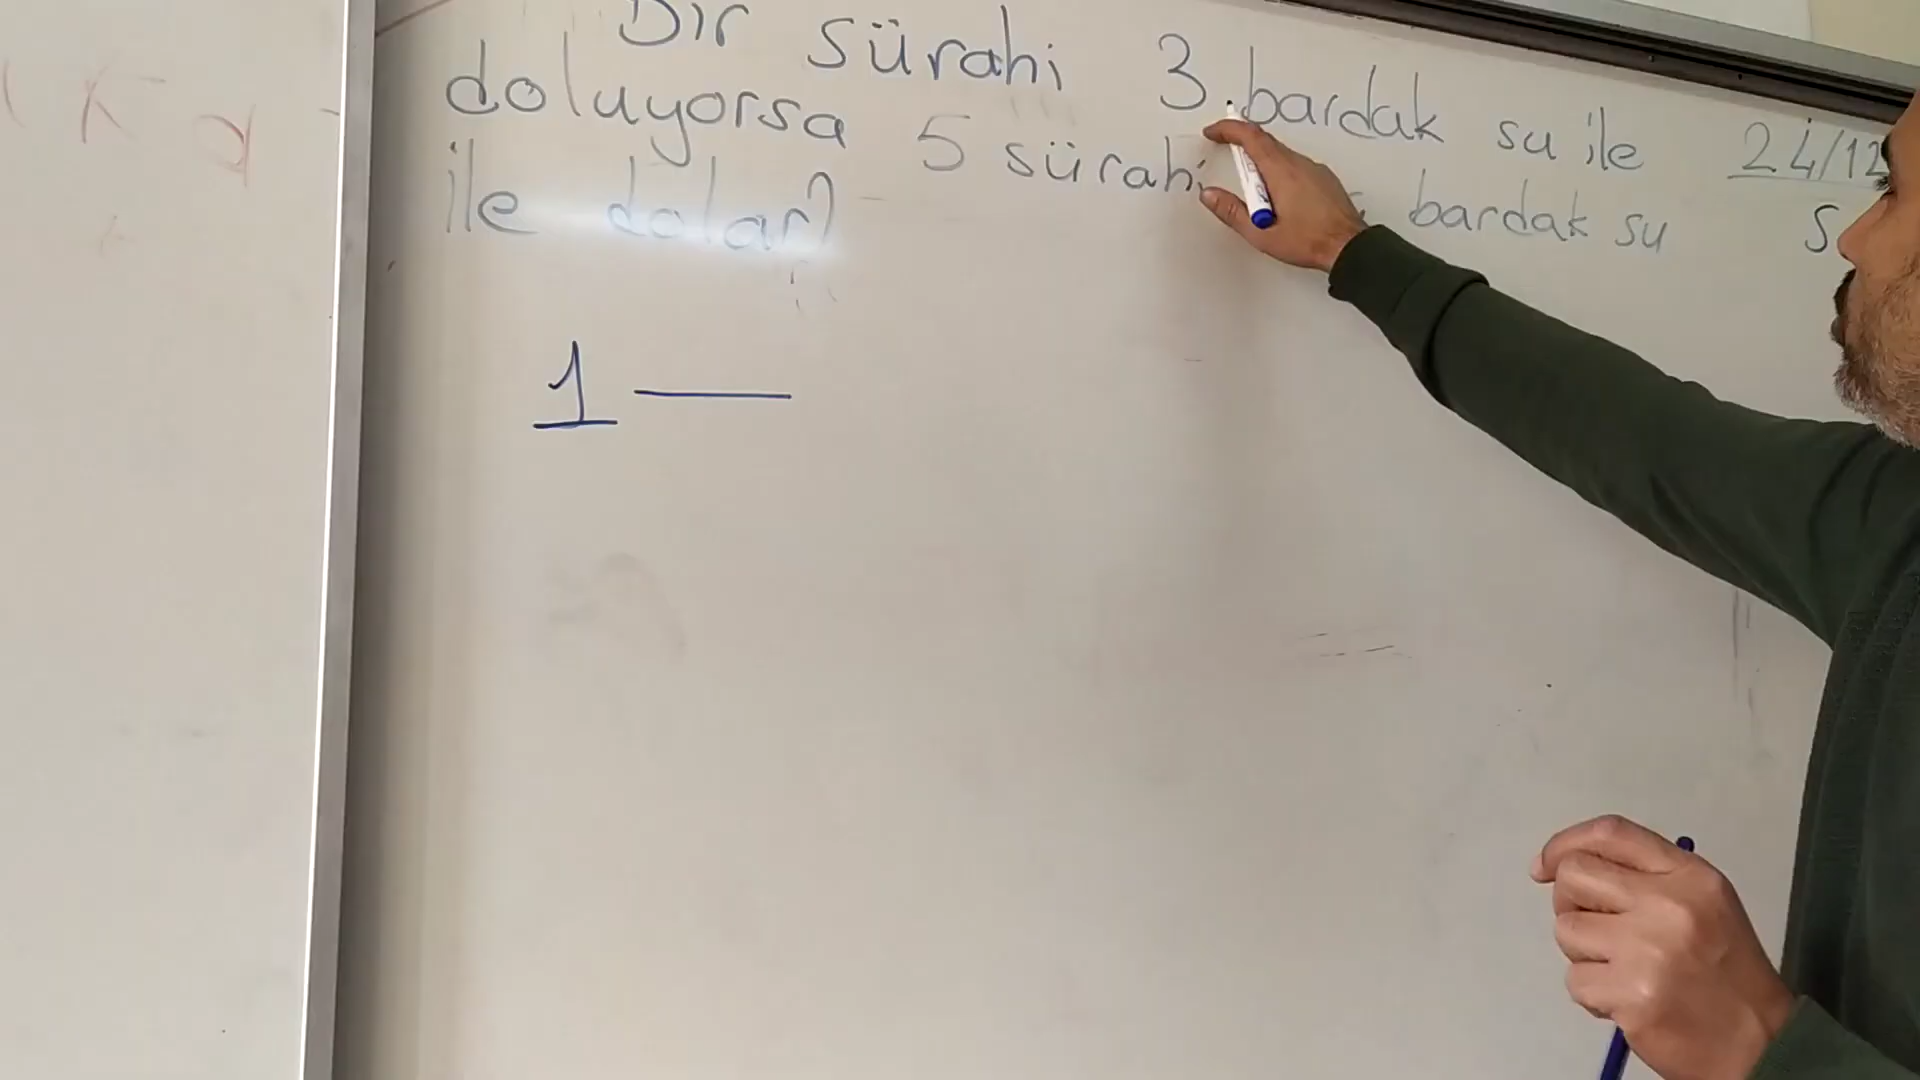 Bir sürahi 3 bardak su ile
doluyorsa 5 sürahi bardak su
ile dolar?
24/12
1